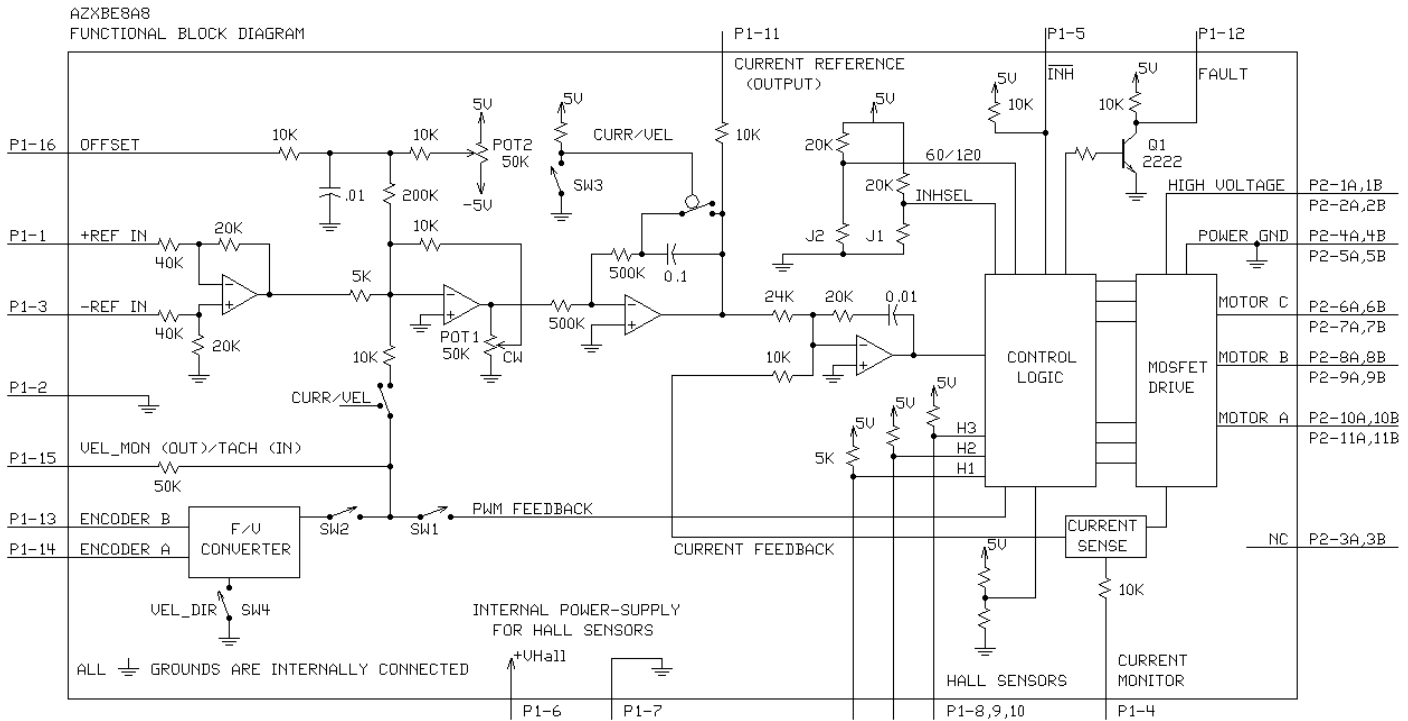 AZXBE8A8
FUNCTIONAL BLOCK DIAGRAM
P1-11
P1-5
P1-12
CURRENT REFERENCE
(OUTPUT)
INH
FAULT
5V
10K
5V
10K
5V
5V
5V
P1-16
OFFSET
10K
10K
POT2
50K
-5V
CURR/VEL
SW3
10K
20K
60/120
20K
INHSEL
J2
J1
Q1
2222
.01
200K
HIGH VOLTAGE
P2-1A,1B
P2-2A,2B
P1-1
+REF IN
20K
40K
10K
500K
0.1
POWER GND
P2-4A,4B
P2-5A,5B
P1-3
-REF IN
40K
20K
5K
POT1
50K
CW
500K
24K
20K
0.01
10K
CONTROL
LOGIC
MOSFET
DRIVE
MOTOR C
P2-6A,6B
P2-7A,7B
MOTOR B
P2-8A,8B
P2-9A,9B
MOTOR A
P2-10A,10B
P2-11A,11B
10K
P1-2
CURR/VEL
5V
5V
5V
H3
H2
H1
5K
P1-15
VEL_MON (OUT)/TACH (IN)
50K
P1-13
ENCODER B
P1-14
ENCODER A
F/V
CONVERTER
SW2
SW1
PWM FEEDBACK
CURRENT FEEDBACK
CURRENT
SENSE
NC
P2-3A,3B
5V
10K
VEL_DIR
SW4
INTERNAL POWER-SUPPLY
FOR HALL SENSORS
+VHall
ALL GROUNDS ARE INTERNALLY CONNECTED
HALL SENSORS
CURRENT
MONITOR
P1-6
P1-7
P1-8,9,10
P1-4